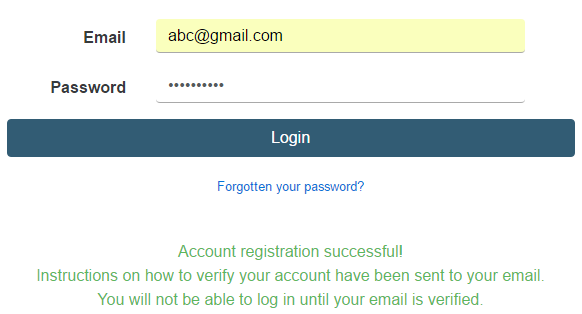 Email
abc@gmail.com
Password
••••••••••
Login
Forgotten your password?
Account registration successful!
Instructions on how to verify your account have been sent to your email.
You will not be able to log in until your email is verified.